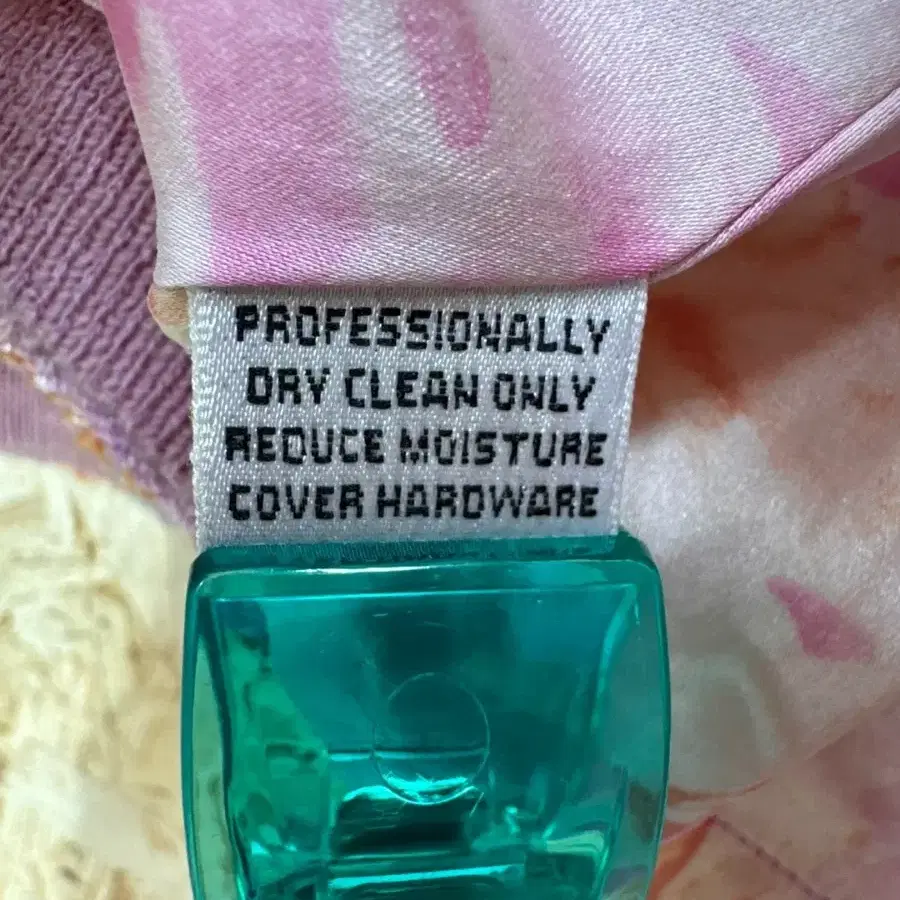 PROFESSIONALLY
DRY CLEAN ONLY
REDUCE MOISTURE
COVER HARDWARE